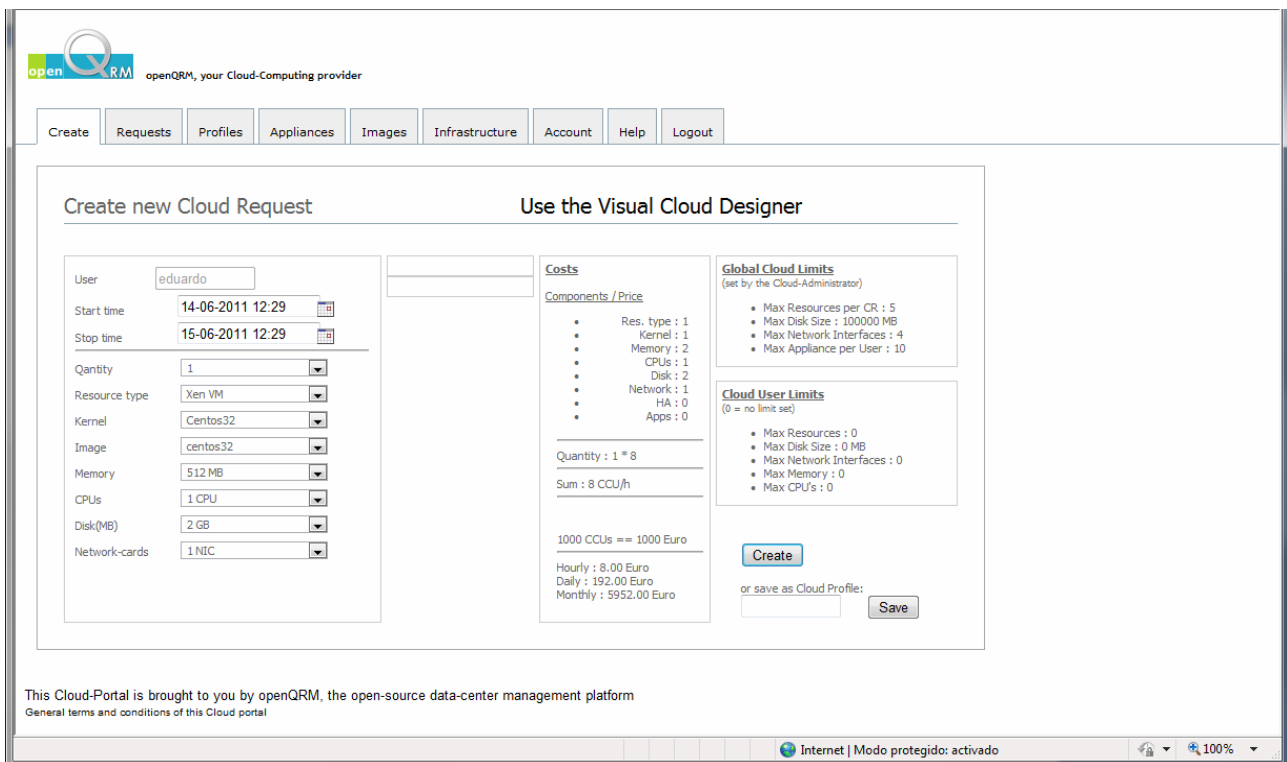 open QRM openQRM, your Cloud-Computing provider
Create Requests Profiles Appliances Images Infrastructure Account Help Logout
Create new Cloud Request
Use the Visual Cloud Designer
User eduardo
Start time 14-06-2011 12:29
Stop time 15-06-2011 12:29
Qantity 1
Resource type Xen VM
Kernel Centos32
Image centos32
Memory 512 MB
CPUs 1 CPU
Disk(MB) 2 GB
Network-cards 1 NIC
Costs
Components / Price
• Res. type : 1
• Kernel : 1
• Memory : 2
• CPUs : 1
• Disk : 2
• Network : 1
• HA : 0
• Apps : 0
Quantity : 1 * 8
Sum : 8 CCU/h
1000 CCUs == 1000 Euro
Hourly : 8.00 Euro
Daily : 192.00 Euro
Monthly : 5952.00 Euro
Global Cloud Limits
(set by the Cloud-Administrator)
• Max Resources per CR : 5
• Max Disk Size : 100000 MB
• Max Network Interfaces : 4
• Max Appliance per User : 10
Cloud User Limits
(0 = no limit set)
• Max Resources : 0
• Max Disk Size : 0 MB
• Max Network Interfaces : 0
• Max Memory : 0
• Max CPU's : 0
Create
or save as Cloud Profile:
Save
This Cloud-Portal is brought to you by openQRM, the open-source data-center management platform
General terms and conditions of this Cloud portal
Internet | Modo protegido: activado 100%